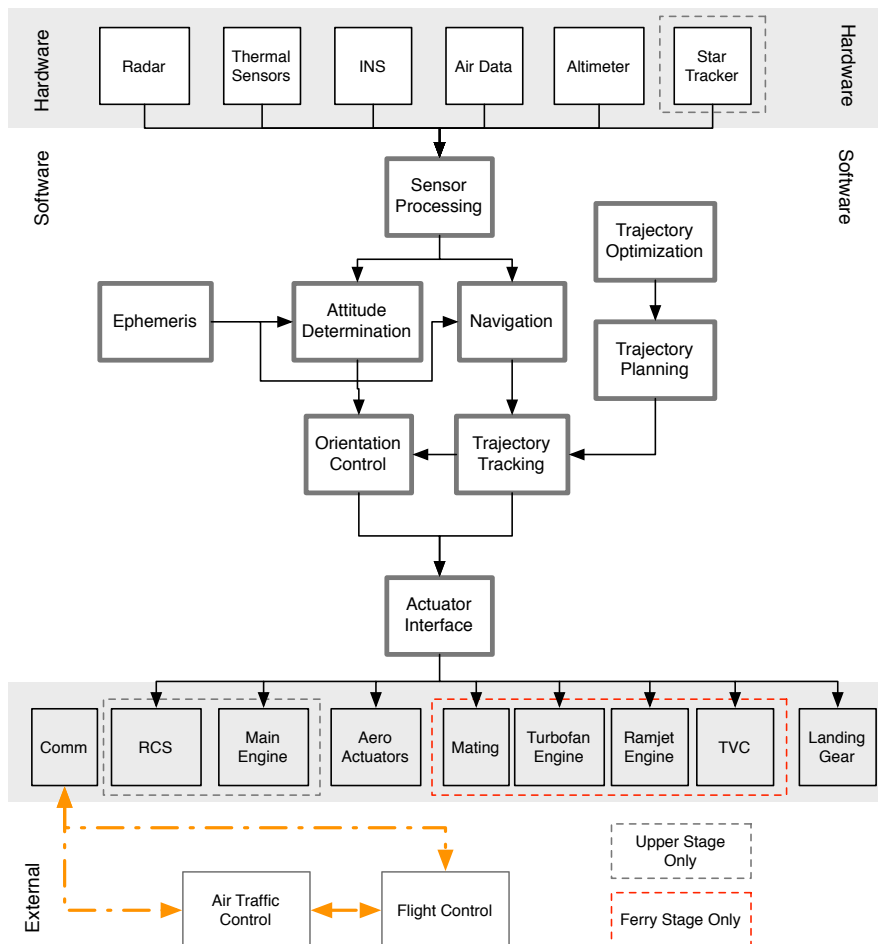 Hardware
Radar
Thermal
Sensors
INS
Air Data
Altimeter
Star
Tracker
Hardware
Software
Sensor
Processing
Software
Trajectory
Optimization
Ephemeris
Attitude
Determination
Navigation
Trajectory
Planning
Orientation
Control
Trajectory
Tracking
Actuator
Interface
Comm
RCS
Main
Engine
Aero
Actuators
Mating
Turbofan
Engine
Ramjet
Engine
TVC
Landing
Gear
External
Air Traffic
Control
Flight Control
Upper Stage
Only
Ferry Stage Only